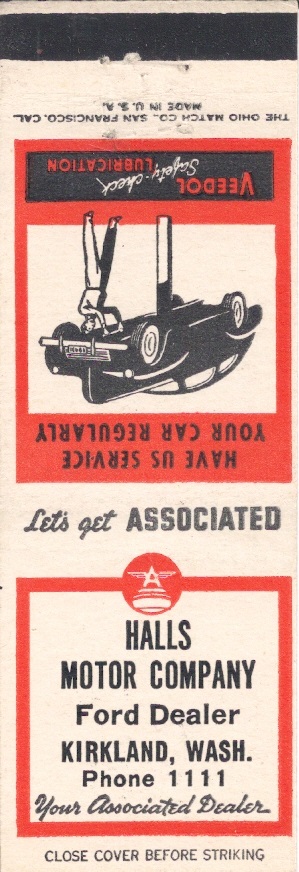 THE OHIO MATCH CO., SAN FRANCISCO, CAL.
MADE IN U. S. A.
VEEDOL
Safety-check
LUBRICATION
HAVE US SERVICE
YOUR CAR REGULARLY
Let's get ASSOCIATED
A
HALLS
MOTOR COMPANY
Ford Dealer
KIRKLAND, WASH.
Phone 1111
Your Associated Dealer
CLOSE COVER BEFORE STRIKING